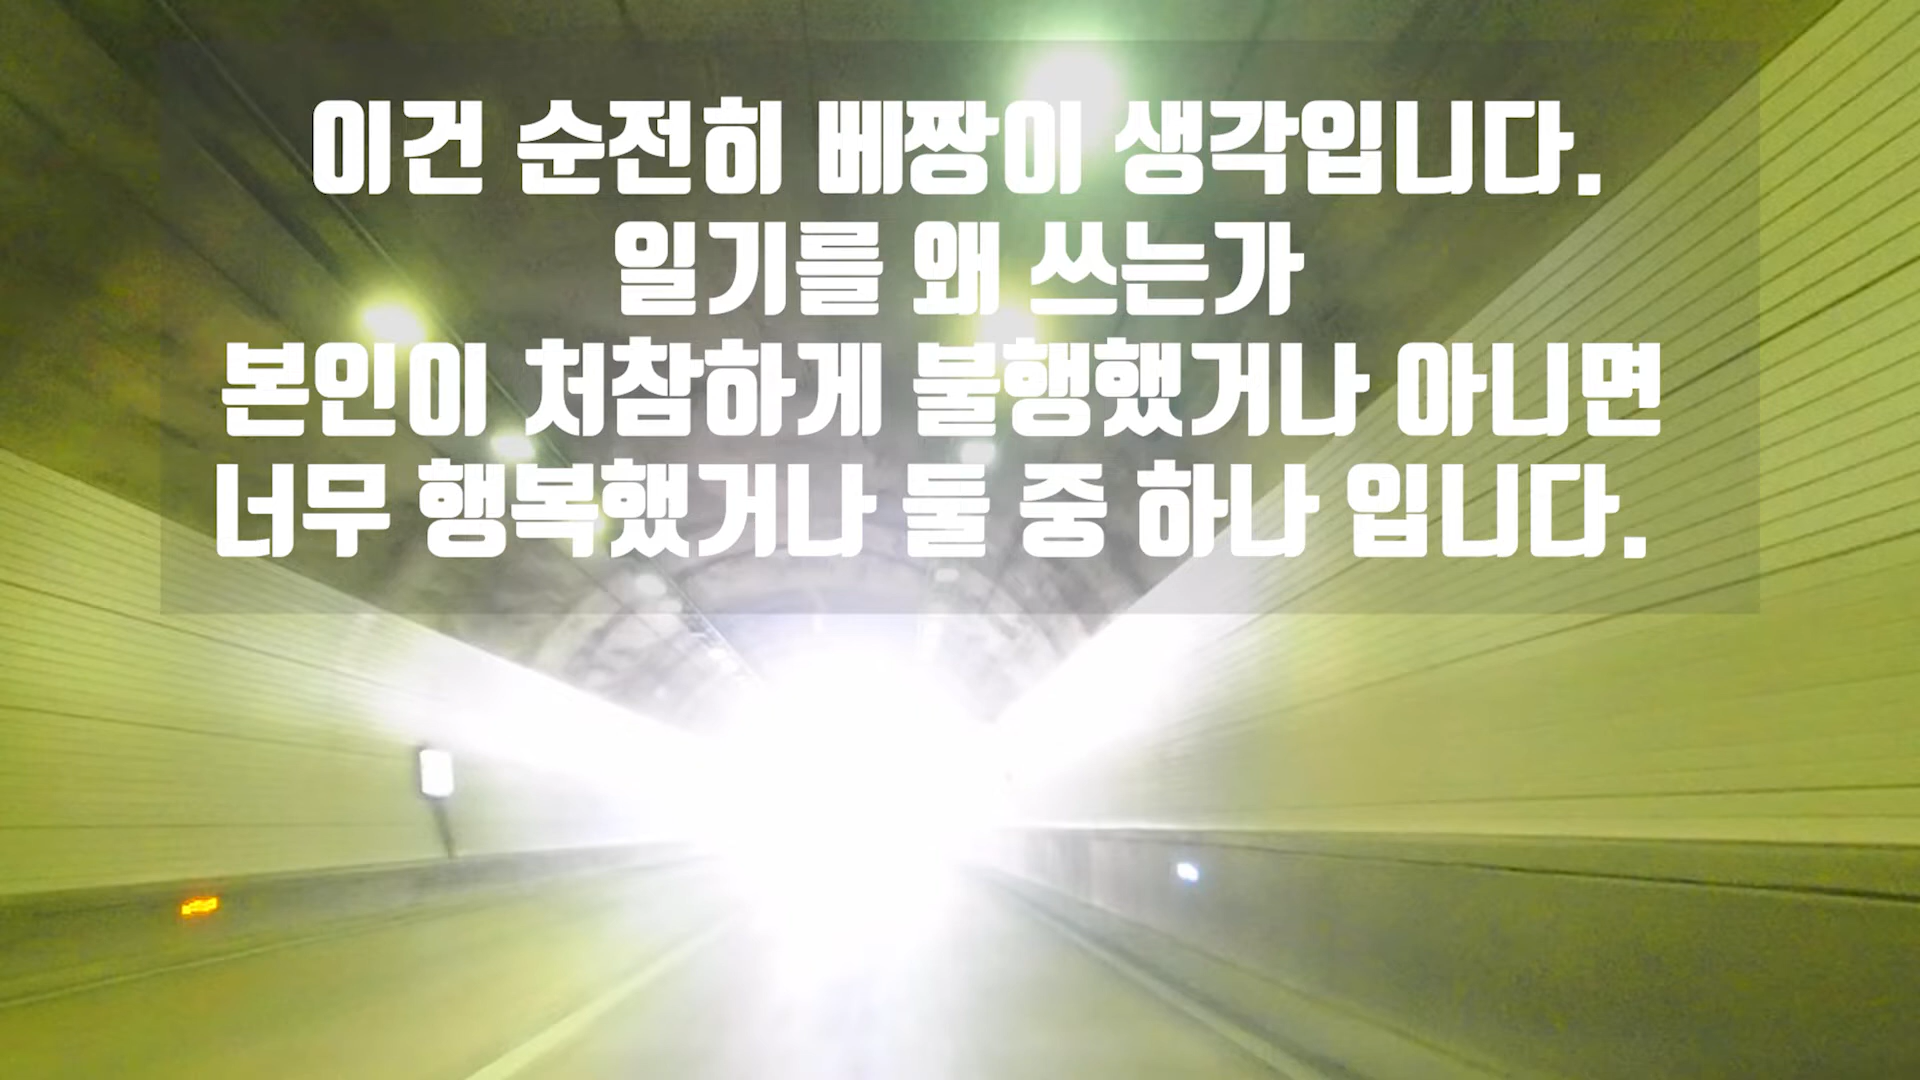 이건 순전히 베짱이 생각입니다.
일기를 왜 쓰는가
본인이 처참하게 불행했거나 아니면
너무 행복했거나 둘 중 하나 입니다.